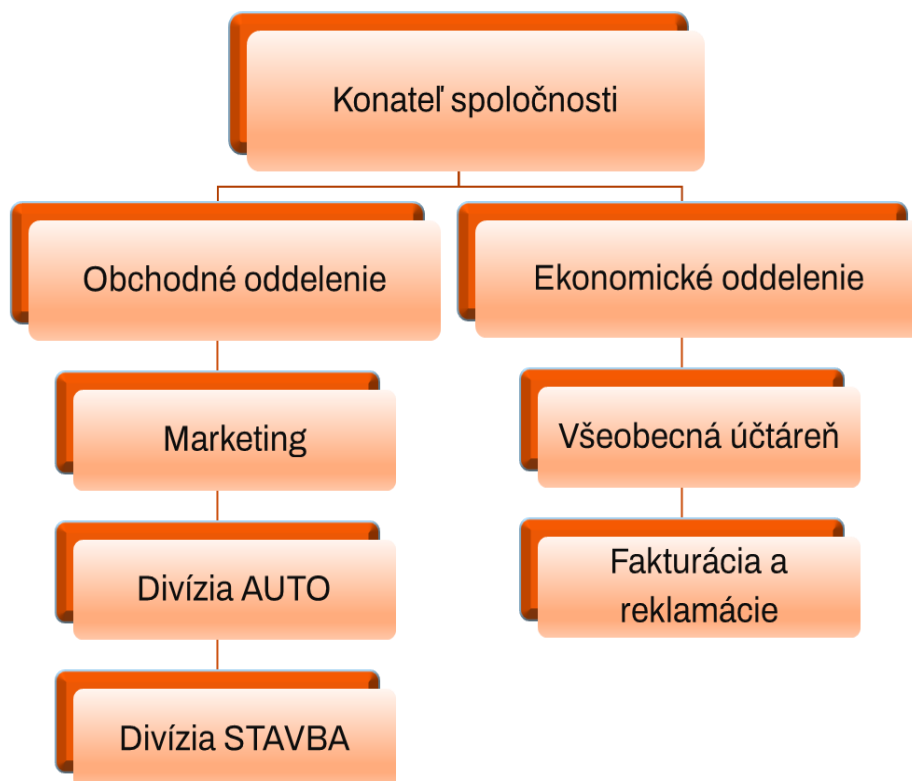 Konateľ spoločnosti
Obchodné oddelenie
Ekonomické oddelenie
Marketing
Všeobecná účtáreň
Divízia AUTO
Fakturácia a
reklamácie
Divízia STAVBA